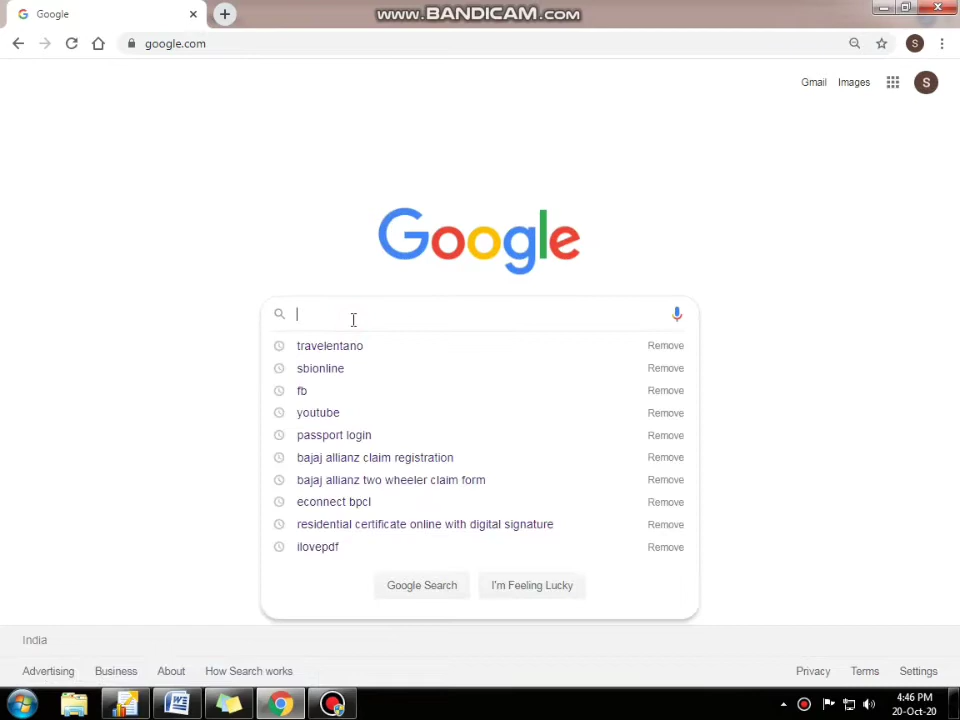 Google
www.BANDICAM.com
google.com
S
Gmail
Images
S
Google
travelentano
Remove
sbionline
Remove
fb
Remove
youtube
Remove
passport login
Remove
bajaj allianz claim registration
Remove
bajaj allianz two wheeler claim form
Remove
econnect bpcl
Remove
residential certificate online with digital signature
Remove
ilovepdf
Remove
Google Search
I'm Feeling Lucky
India
Advertising
Business
About
How Search works
Privacy
Terms
Settings
4:46 PM
20-Oct-20